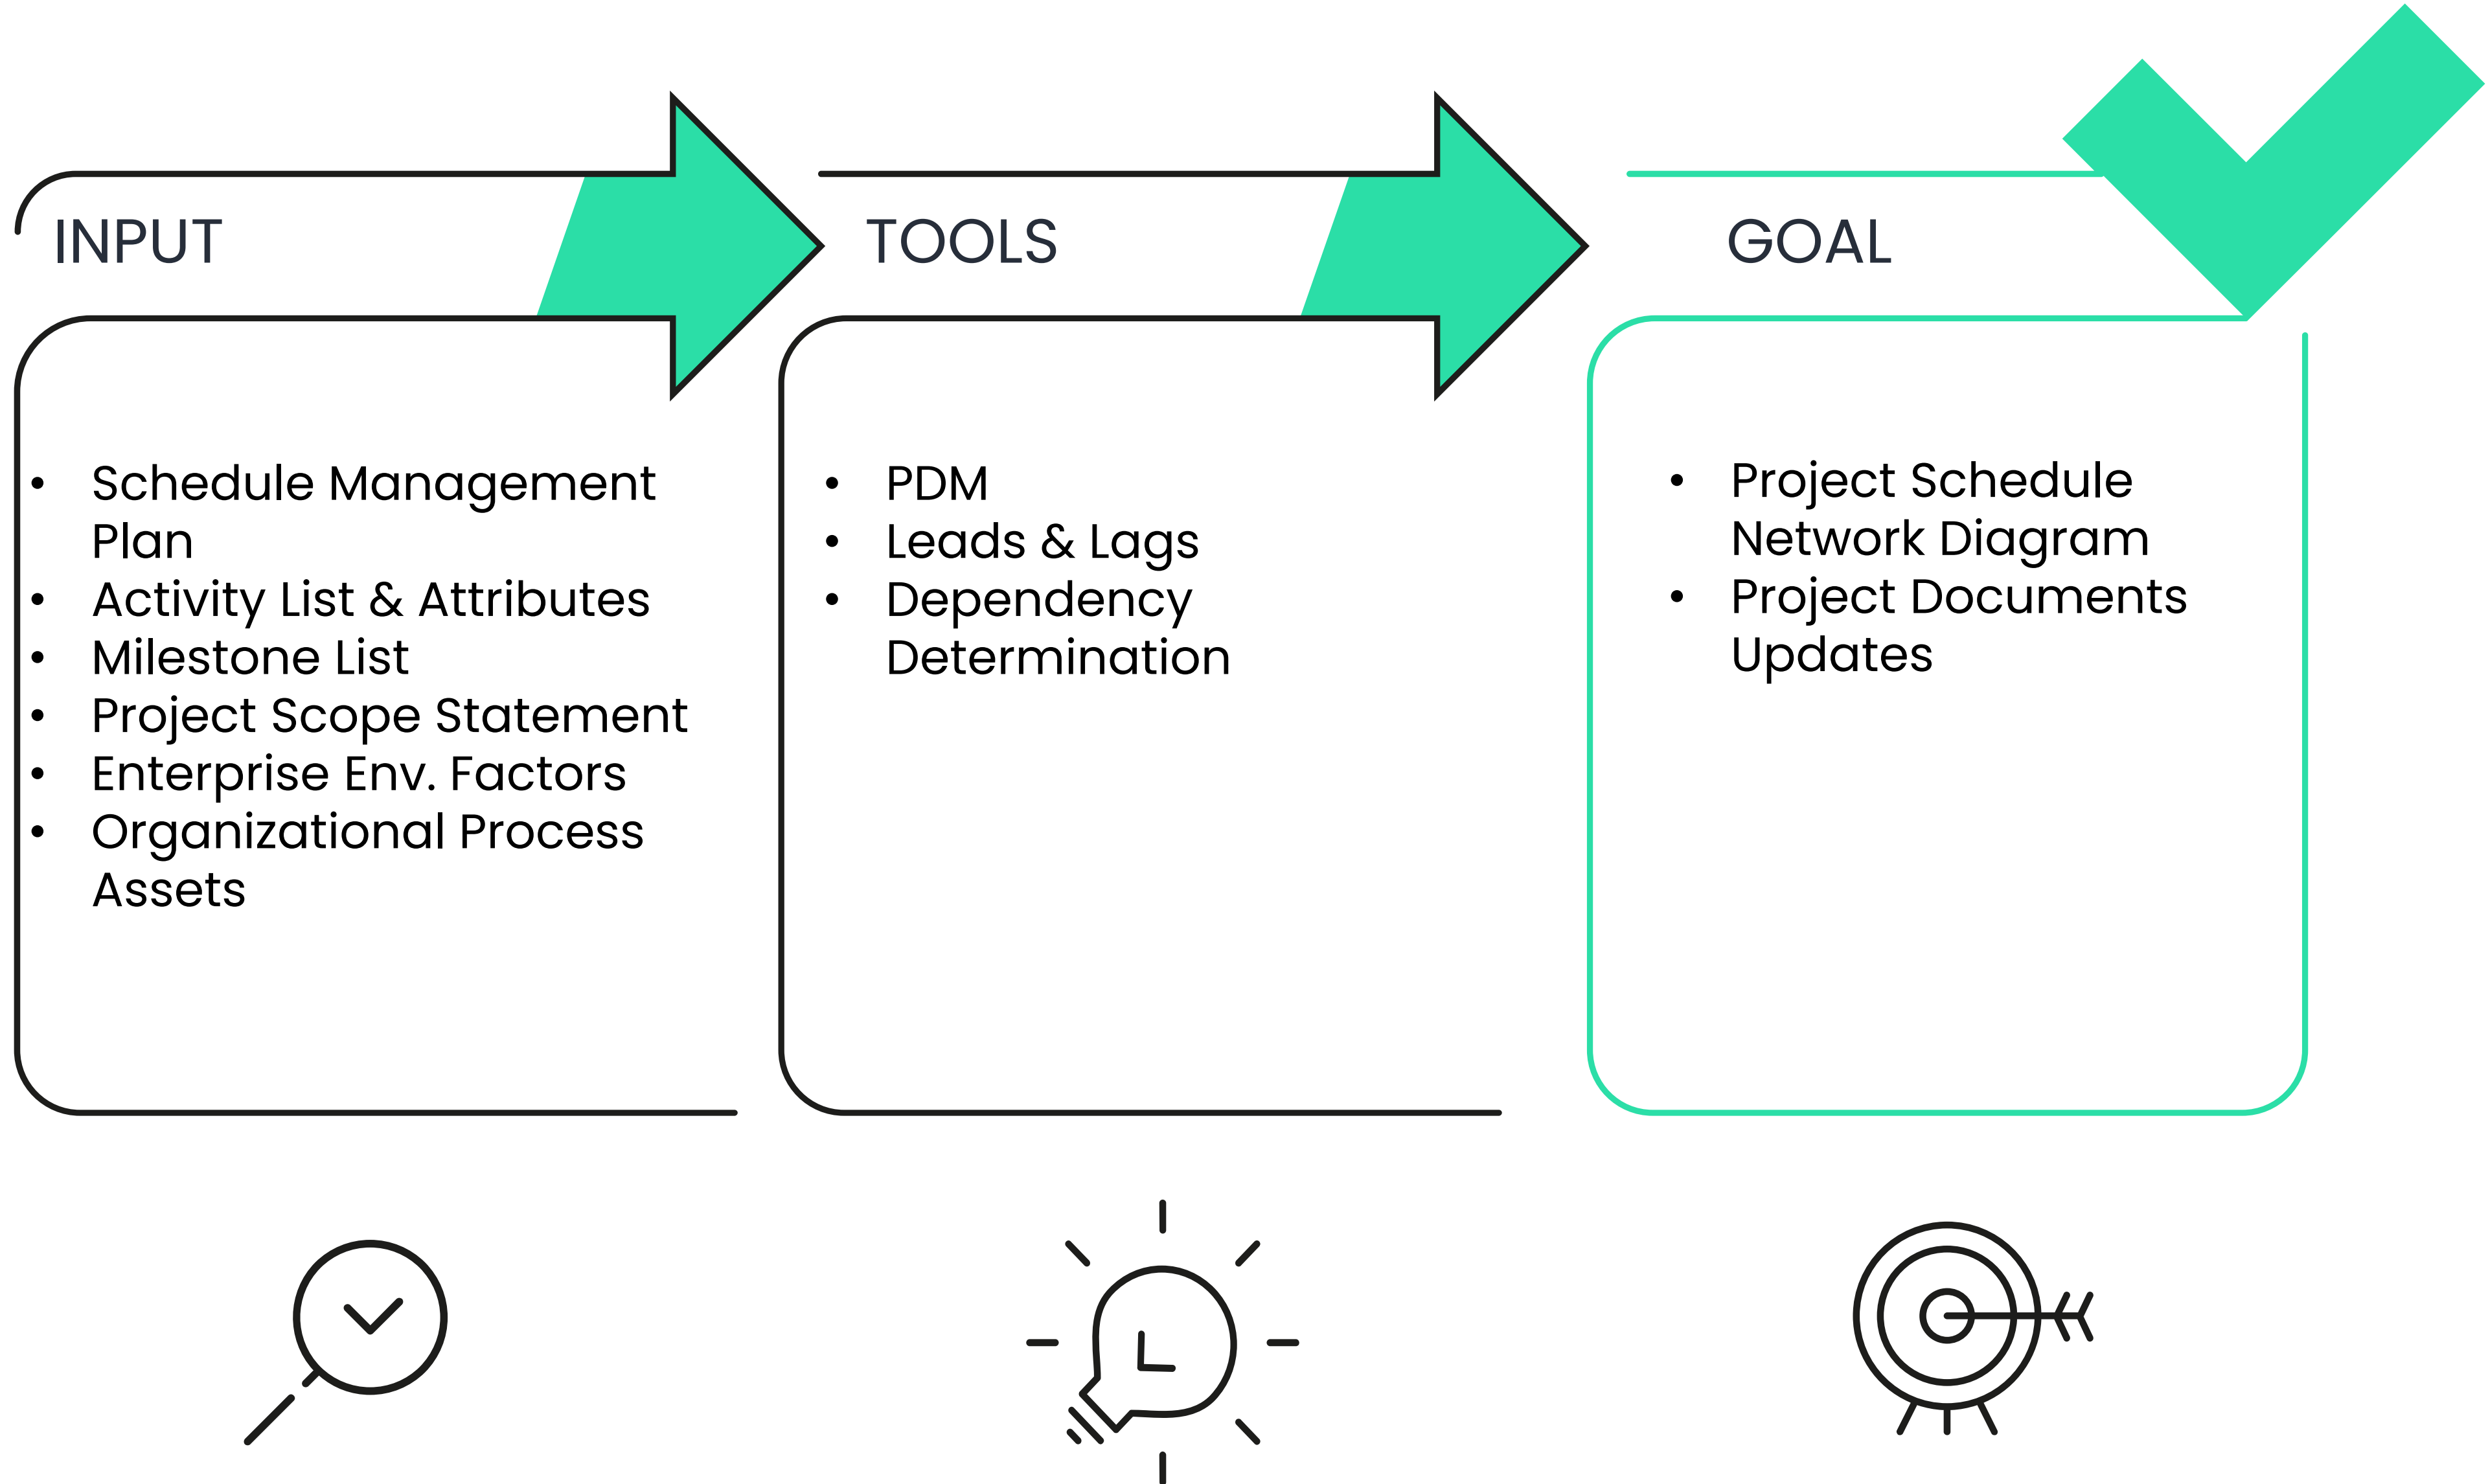 INPUT
TOOLS
GOAL
• Schedule Management
Plan
• Activity List & Attributes
• Milestone List
• Project Scope Statement
• Enterprise Env. Factors
• Organizational Process
Assets
• PDM
• Leads & Lags
• Dependency
Determination
• Project Schedule
Network Diagram
• Project Documents
Updates